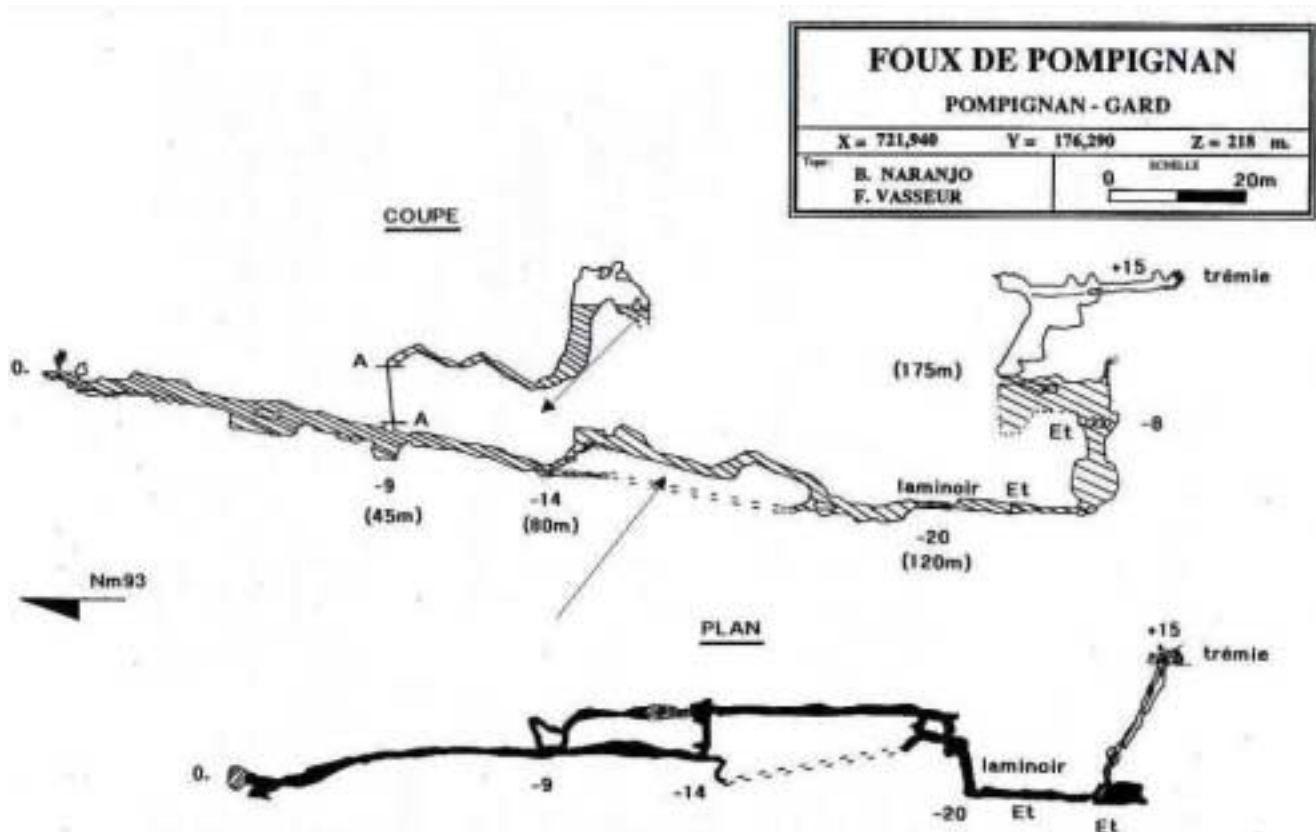 FOUX DE POMPIGNAN
POMPIGNAN - GARD
X = 721,940 Y = 176,290 Z = 218 m.
Topo:
B. NARANJO
F. VASSEUR
ECHELLE
0 20m
COUPE
+15
trémie
0.
A
(175m)
A
Et
-8
-9
(45m)
-14
(80m)
laminoir Et
-20
(120m)
Nm93
PLAN
+15
trémie
0.
-9
-14
laminoir
-20
Et
Et